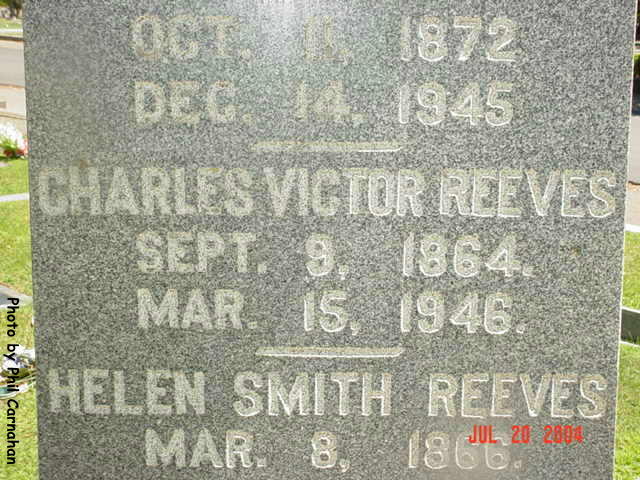 OCT. 11, 1872
DEC. 14. 1945
CHARLES VICTOR REEVES
SEPT. 9, 1864.
MAR. 15, 1946.
HELEN SMITH REEVES
MAR. 8, 1866.
JUL 20 2004
Photo by Phil Carnahan